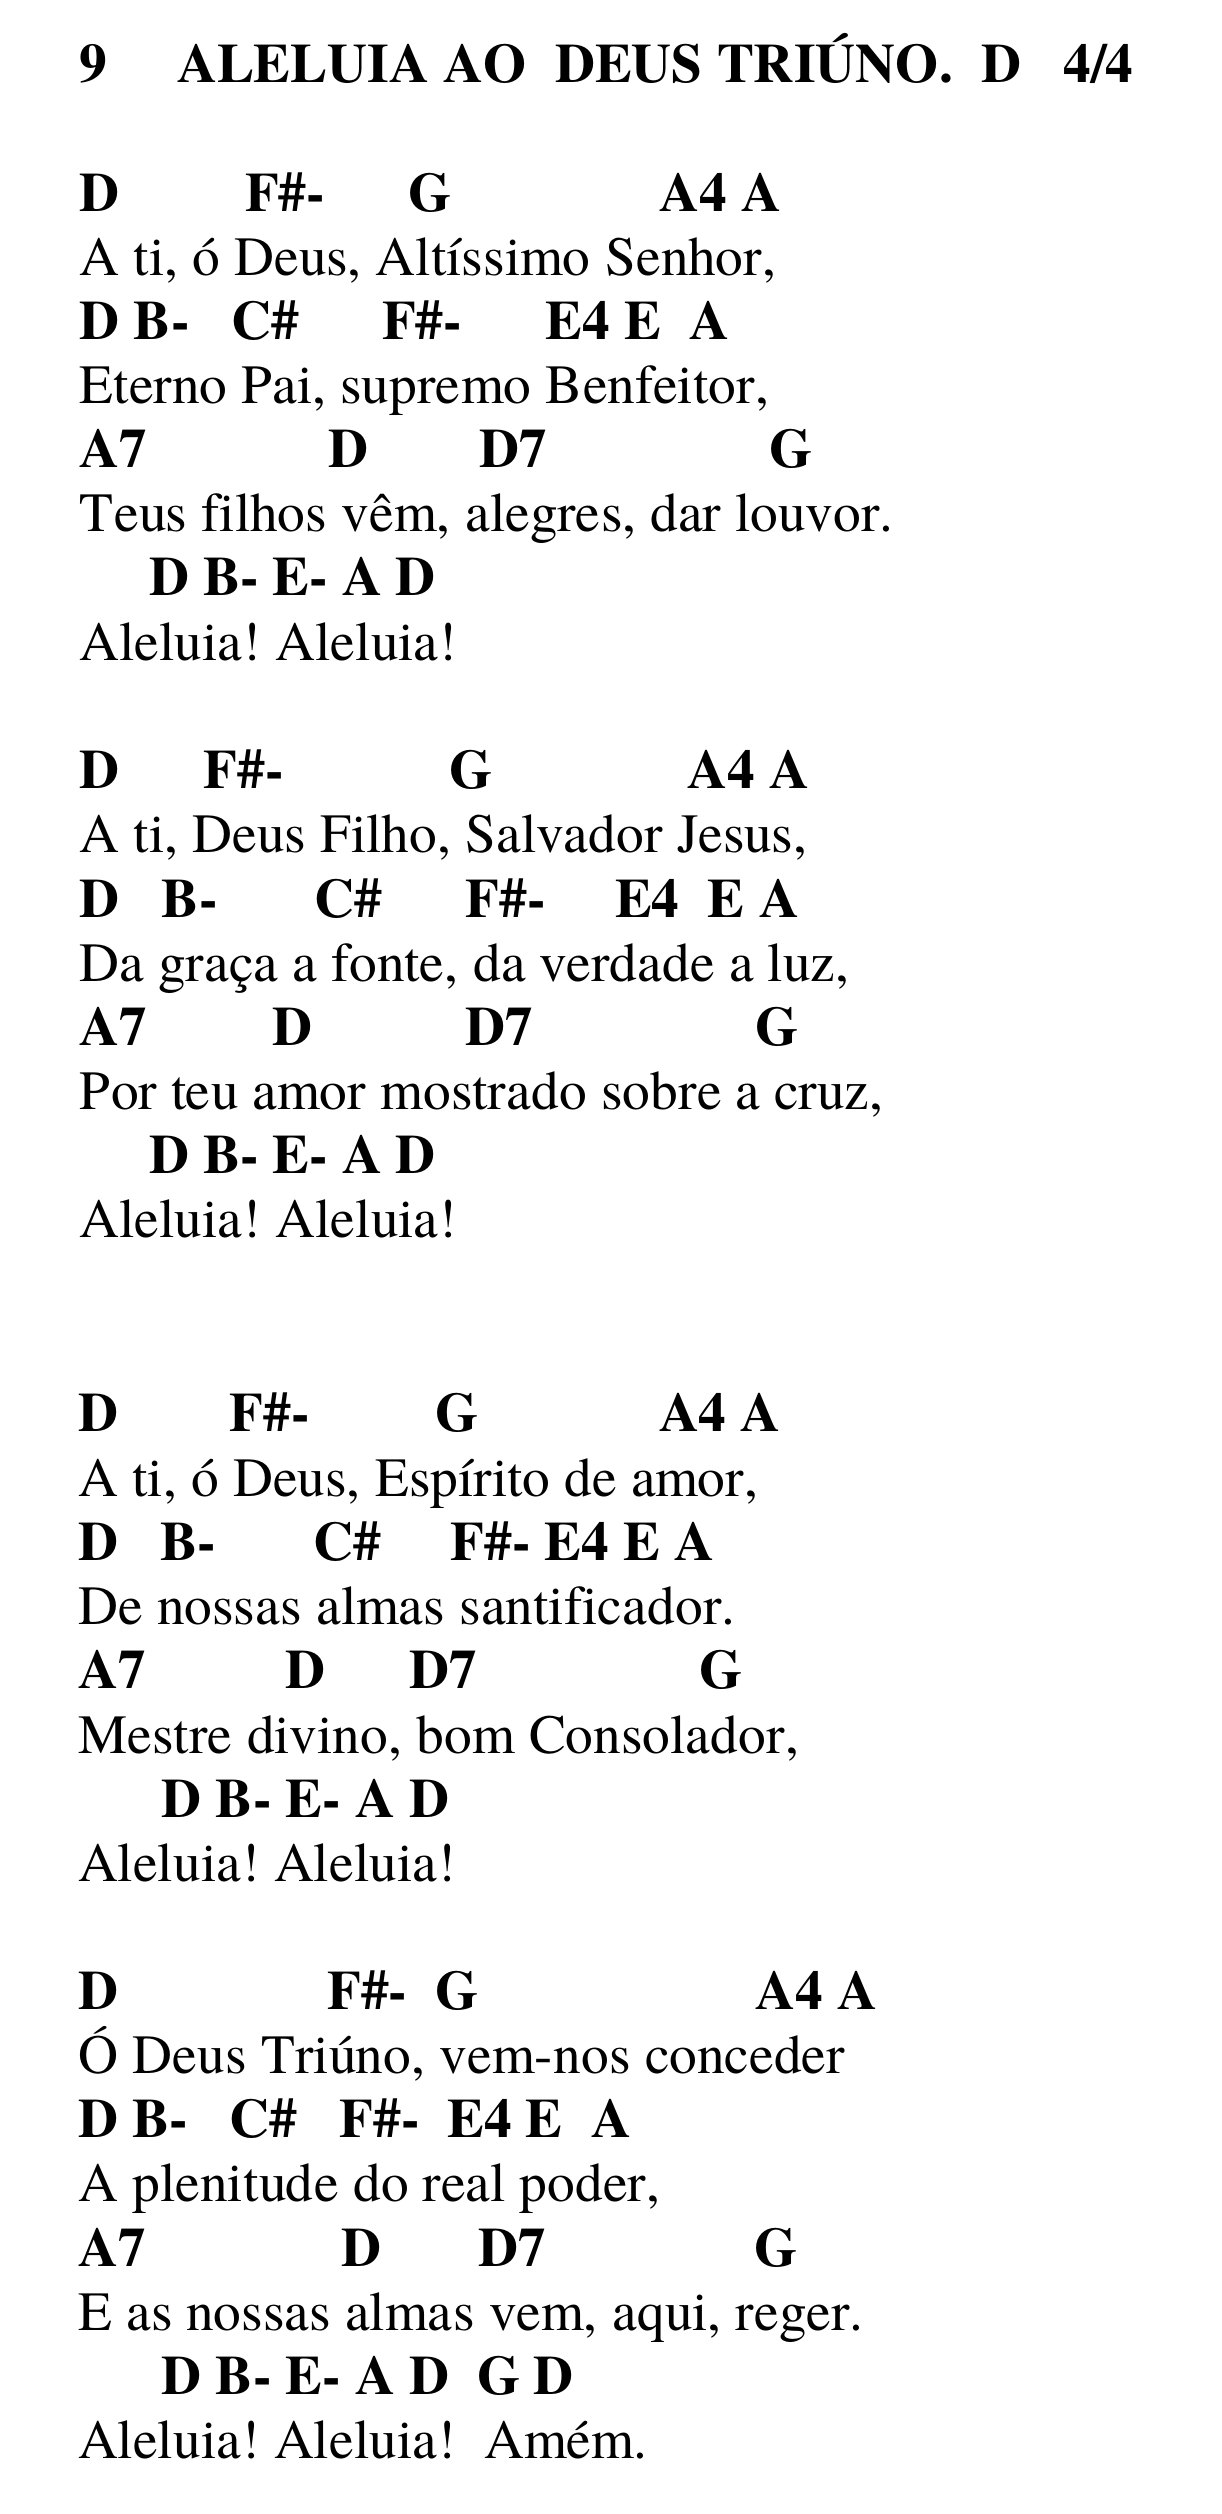 9 ALELUIA AO DEUS TRIÚNO. D 4/4
D F#- G A4 A
A ti, ó Deus, Altíssimo Senhor,
D B- C# F#- E4 E A
Eterno Pai, supremo Benfeitor,
A7 D D7 G
Teus filhos vêm, alegres, dar louvor.
D B- E- A D
Aleluia! Aleluia!
D F#- G A4 A
A ti, Deus Filho, Salvador Jesus,
D B- C# F#- E4 E A
Da graça a fonte, da verdade a luz,
A7 D D7 G
Por teu amor mostrado sobre a cruz,
D B- E- A D
Aleluia! Aleluia!
D F#- G A4 A
A ti, ó Deus, Espírito de amor,
D B- C# F#- E4 E A
De nossas almas santificador.
A7 D D7 G
Mestre divino, bom Consolador,
D B- E- A D
Aleluia! Aleluia!
D F#- G A4 A
Ó Deus Triúno, vem-nos conceder
D B- C# F#- E4 E A
A plenitude do real poder,
A7 D D7 G
E as nossas almas vem, aqui, reger.
D B- E- A D G D
Aleluia! Aleluia! Amém.